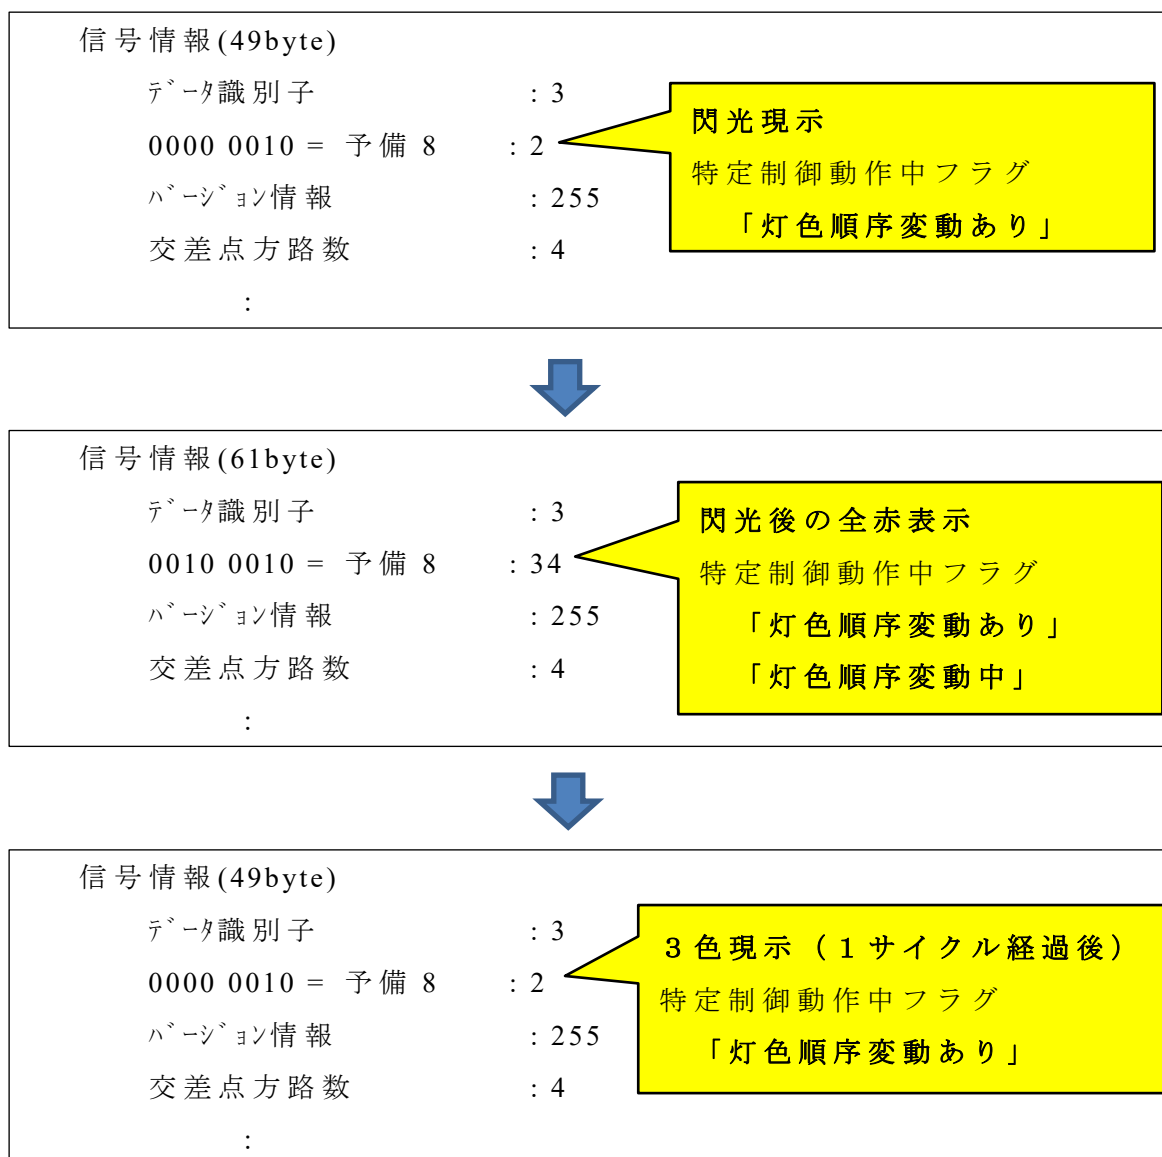 信号情報(49byte)
ﾃﾞｰﾀ識別子 : 3
0000 0010 = 予備 8 : 2
ﾊﾞｰｼﾞｮﾝ情報 : 255
交差点方路数 : 4
:
閃光現示
特定制御動作中フラグ
「灯色順序変動あり」
信号情報(61byte)
ﾃﾞｰﾀ識別子 : 3
0010 0010 = 予備 8 : 34
ﾊﾞｰｼﾞｮﾝ情報 : 255
交差点方路数 : 4
:
閃光後の全赤表示
特定制御動作中フラグ
「灯色順序変動あり」
「灯色順序変動中」
信号情報(49byte)
ﾃﾞｰﾀ識別子 : 3
0000 0010 = 予備 8 : 2
ﾊﾞｰｼﾞｮﾝ情報 : 255
交差点方路数 : 4
:
３色現示（１サイクル経過後）
特定制御動作中フラグ
「灯色順序変動あり」